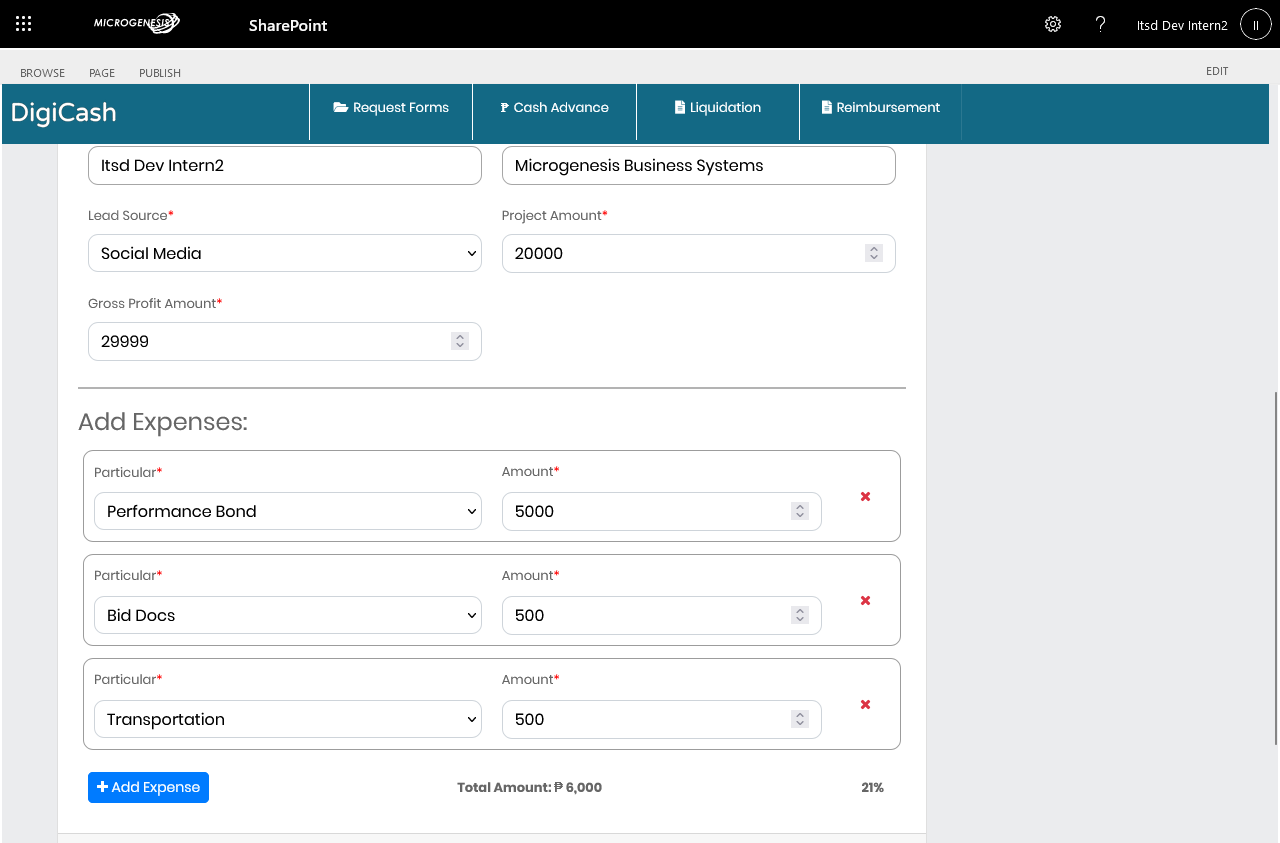 MICROGENESIS
SharePoint
?
Itsd Dev Intern2
II
BROWSE
PAGE
PUBLISH
EDIT
DigiCash
Request Forms
₱ Cash Advance
Liquidation
Reimbursement
Itsd Dev Intern2
Microgenesis Business Systems
Lead Source*
Project Amount*
Social Media
20000
Gross Profit Amount*
29999
Add Expenses:
Particular*
Amount*
Performance Bond
5000
Particular*
Amount*
Bid Docs
500
Particular*
Amount*
Transportation
500
+ Add Expense
Total Amount: ₱ 6,000
21%